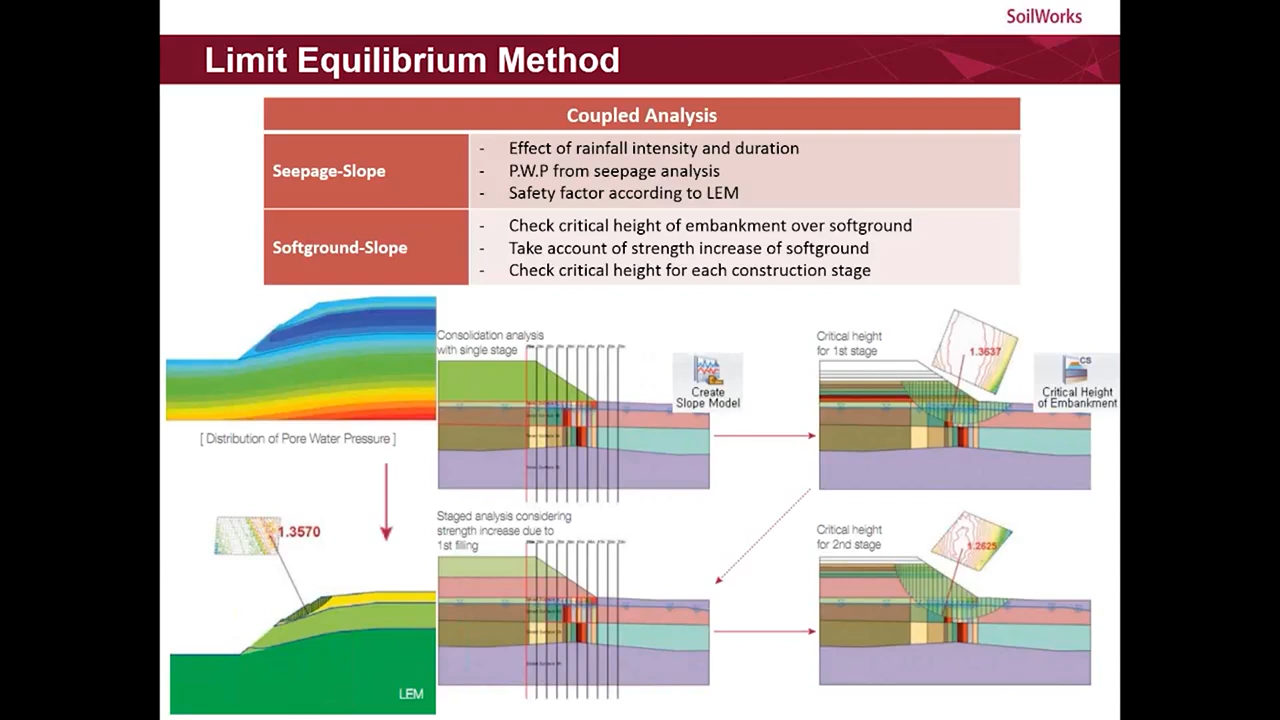 SoilWorks
Limit Equilibrium Method
Coupled Analysis
Seepage-Slope
- Effect of rainfall intensity and duration
- P.W.P from seepage analysis
- Safety factor according to LEM
Softground-Slope
- Check critical height of embankment over softground
- Take account of strength increase of softground
- Check critical height for each construction stage
[ Distribution of Pore Water Pressure ]
1.3570
LEM
Consolidation analysis
with single stage
Create
Slope Model
Critical height
for 1st stage
1.3637
CS
Critical Height
of Embankment
Staged analysis considering
strength increase due to
1st filling
Critical height
for 2nd stage
1.2625